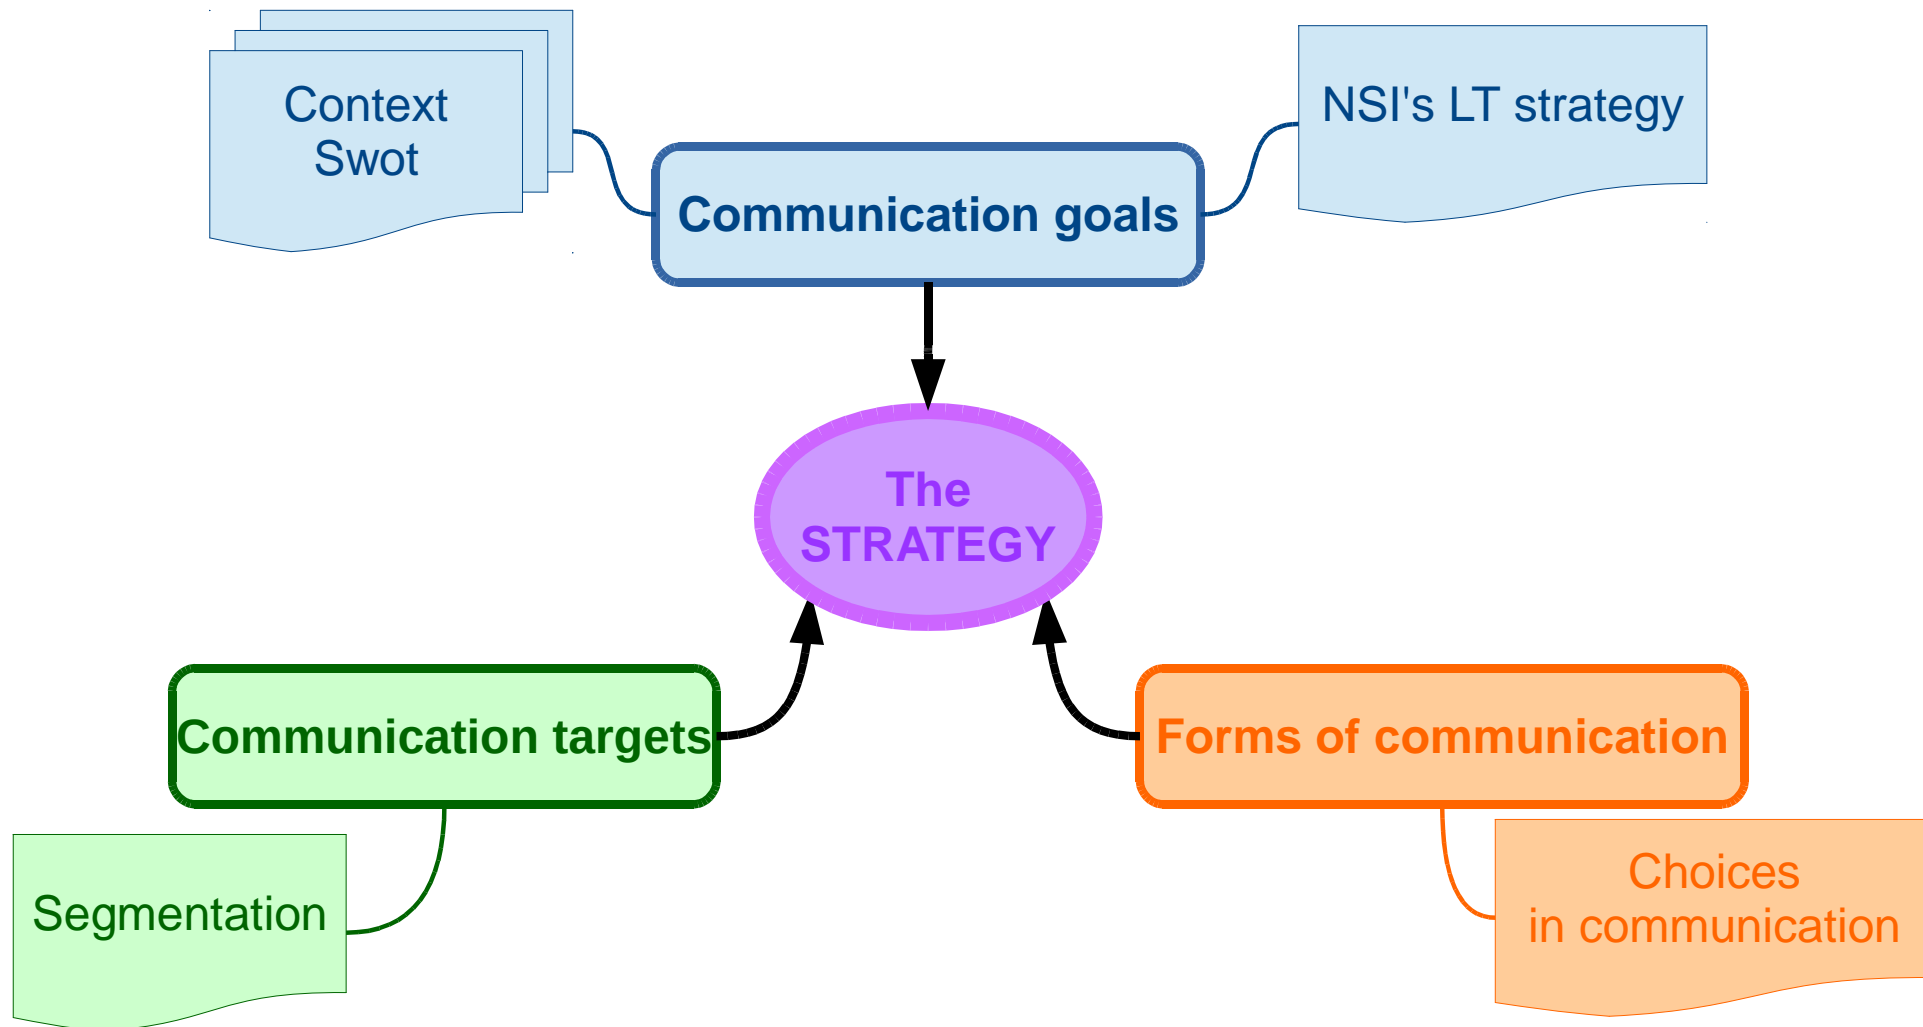 Context
Swot
NSI's LT strategy
Communication goals
The
STRATEGY
Communication targets
Forms of communication
Segmentation
Choices
in communication